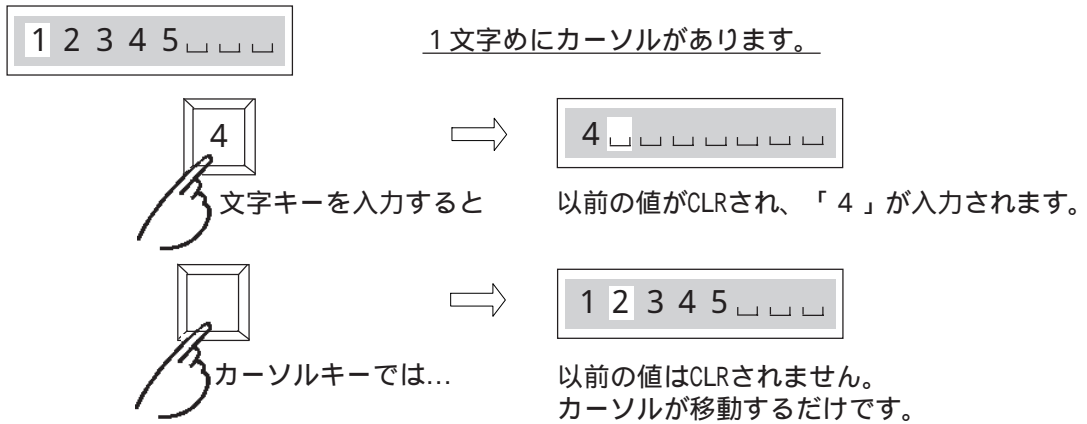 1 2 3 4 5␣␣␣
1文字めにカーソルがあります。
4
4␣␣␣␣␣␣␣
文字キーを入力すると
以前の値がCLRされ、「4」が入力されます。
1 2 3 4 5␣␣␣
カーソルキーでは…
以前の値はCLRされません。
カーソルが移動するだけです。